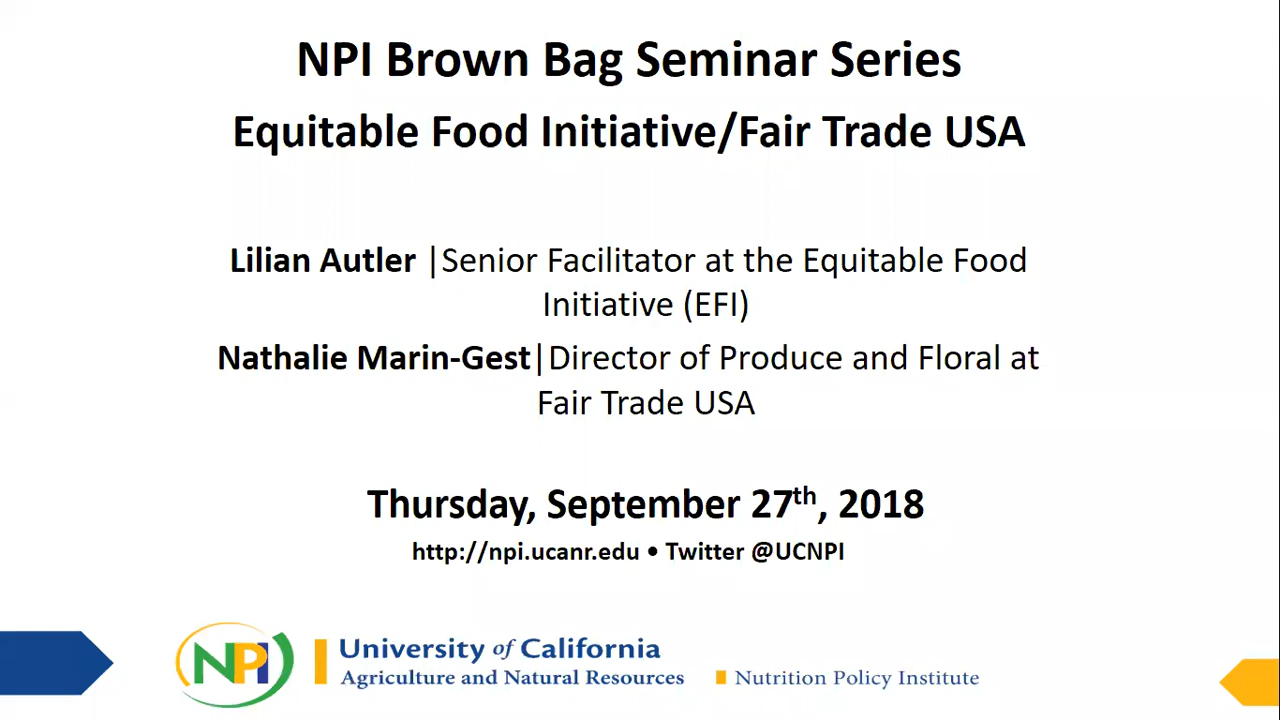 NPI Brown Bag Seminar Series
Equitable Food Initiative/Fair Trade USA
Lilian Autler |Senior Facilitator at the Equitable Food
Initiative (EFI)
Nathalie Marin-Gest|Director of Produce and Floral at
Fair Trade USA
Thursday, September 27th, 2018
http://npi.ucanr.edu • Twitter @UCNPI
NPI
University of California
Agriculture and Natural Resources
Nutrition Policy Institute